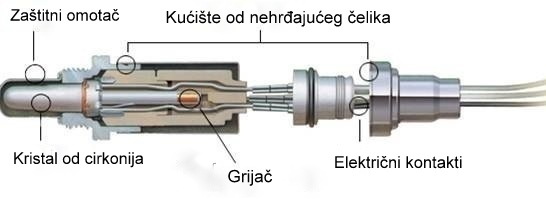 Zaštitni omotač
Kućište od nehrđajućeg čelika
Kristal od cirkonija
Grijač
Električni kontakti